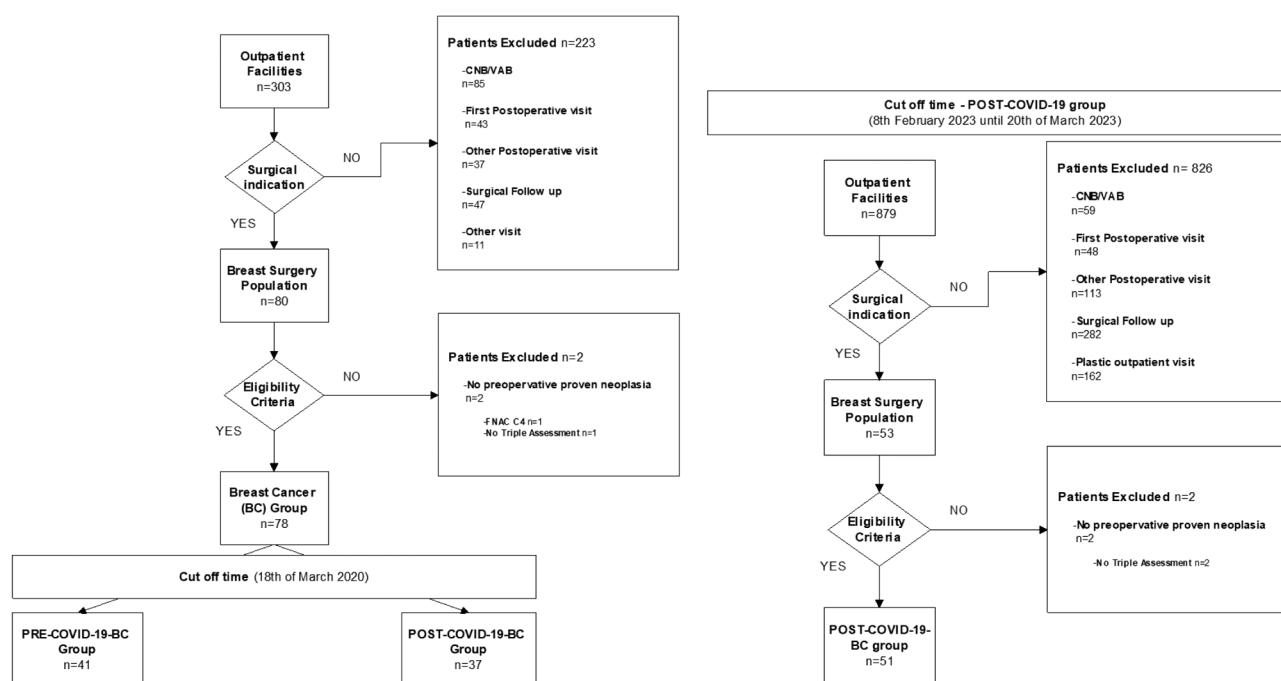 Outpatient
Facilities
n=303
Surgical
indication
NO
YES
Patients Excluded n=223
-CNB/VAB
n=85
-First Postoperative visit
n=43
-Other Postoperative visit
n=37
-Surgical Follow up
n=47
-Other visit
n=11
Breast Surgery
Population
n=80
Eligibility
Criteria
NO
YES
Patients Excluded n=2
-No preopervative proven neoplasia
n=2
-FNAC C4 n=1
-No Triple Assessment n=1
Breast Cancer
(BC) Group
n=78
Cut off time (18th of March 2020)
PRE-COVID-19-BC
Group
n=41
POST-COVID-19-BC
Group
n=37
Cut off time - POST-COVID-19 group
(8th February 2023 until 20th of March 2023)
Outpatient
Facilities
n=879
Surgical
indication
NO
YES
Patients Excluded n= 826
-CNB/VAB
n=59
-First Postoperative visit
n=48
-Other Postoperative visit
n=113
-Surgical Follow up
n=282
-Plastic outpatient visit
n=162
Breast Surgery
Population
n=53
Eligibility
Criteria
NO
YES
Patients Excluded n=2
-No preopervative proven neoplasia
n=2
-No Triple Assessment n=2
POST-COVID-19-
BC group
n=51